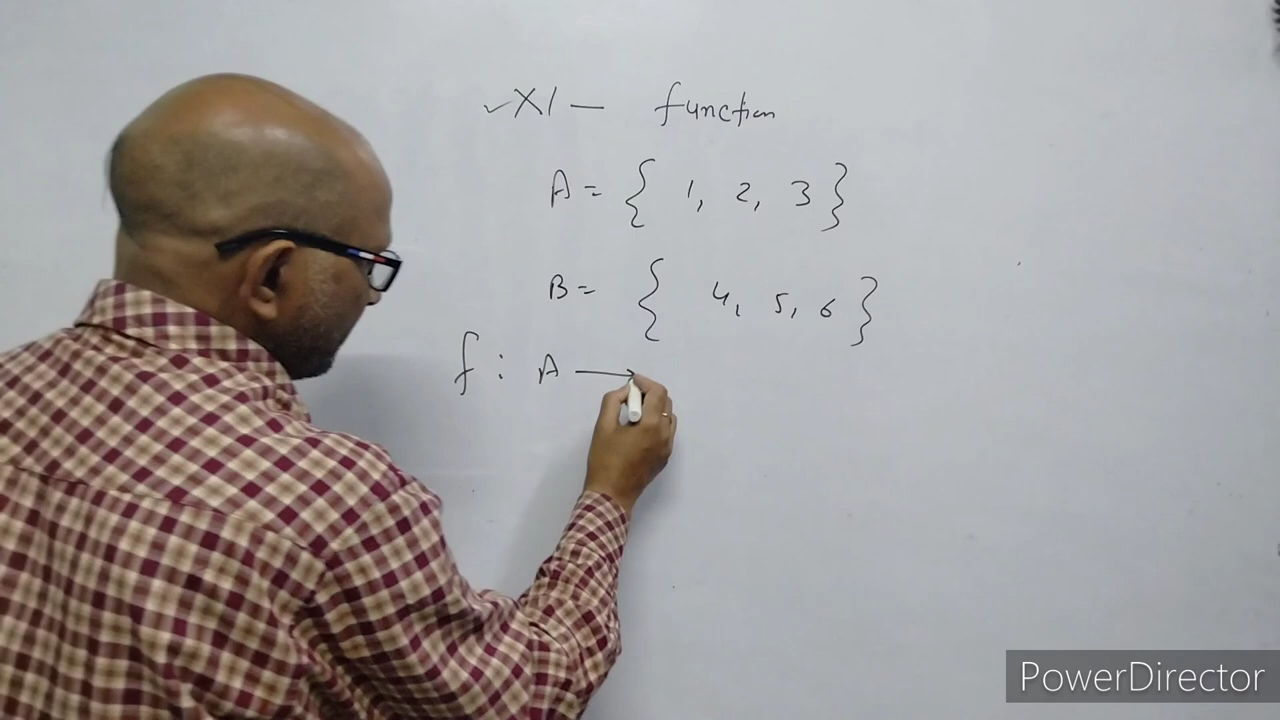 ✓XI — function
A = { 1, 2, 3 }
B = { 4, 5, 6 }
f : A →
PowerDirector